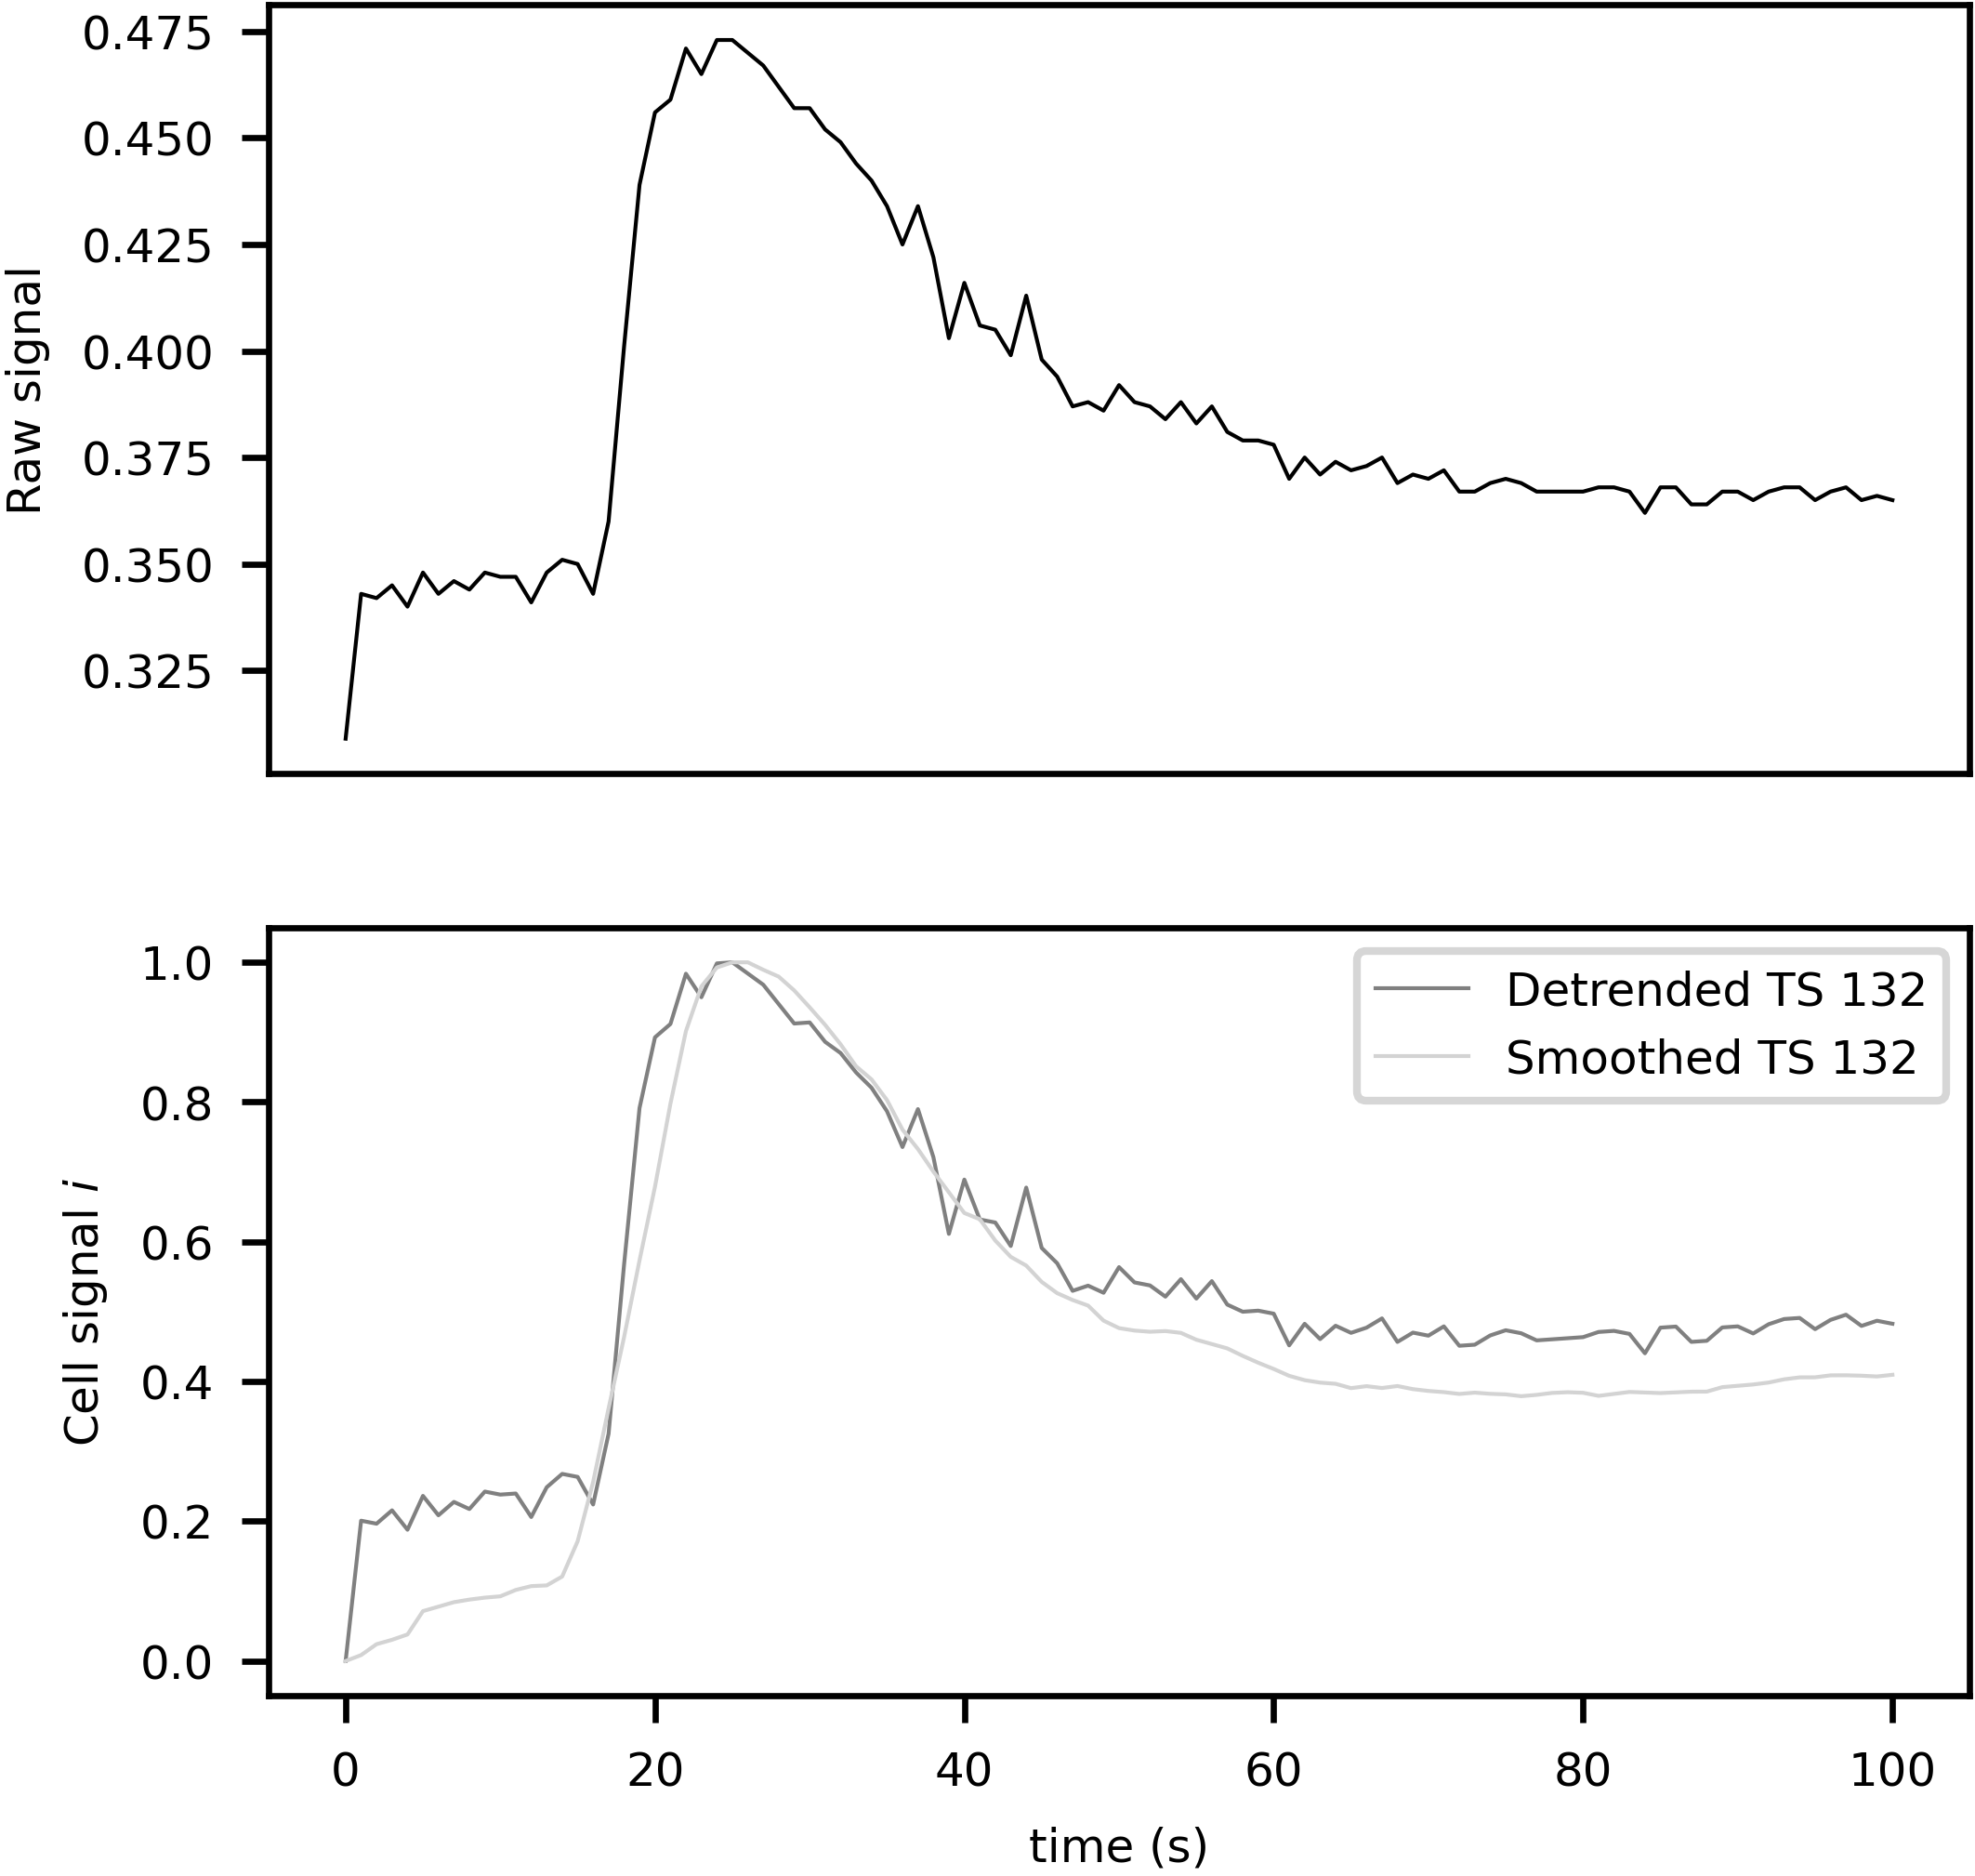 Raw signal
0.475
0.450
0.425
0.400
0.375
0.350
0.325
Cell signal i
1.0
0.8
0.6
0.4
0.2
0.0
Detrended TS 132
Smoothed TS 132
0 20 40 60 80 100
time (s)